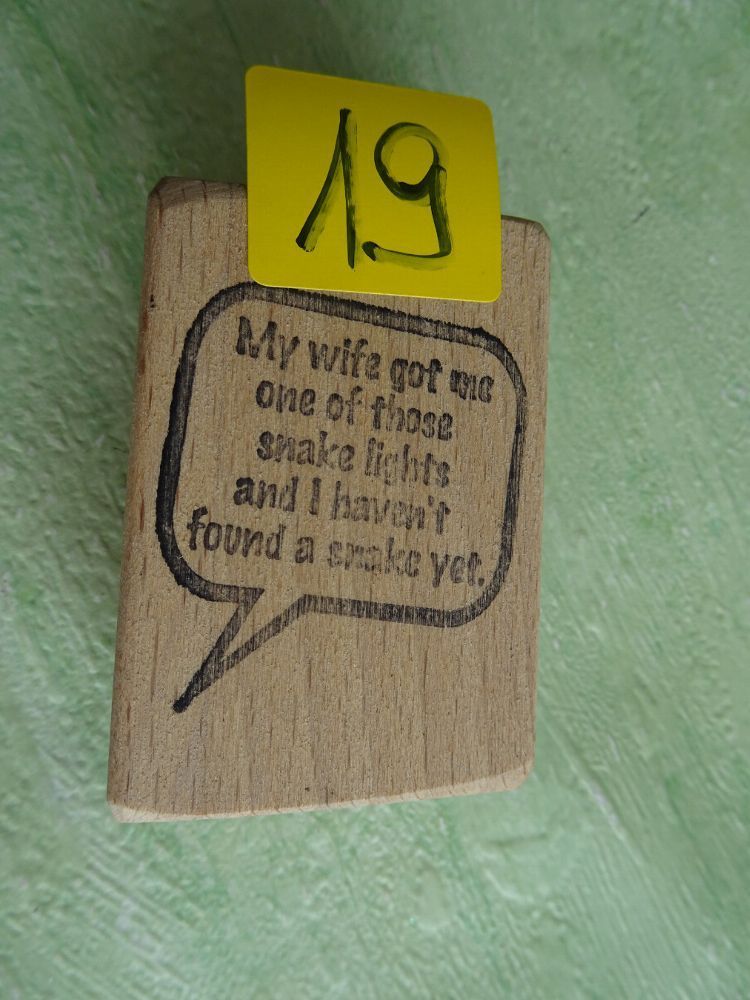 19
My wife got me
one of those
snake lights
and I haven't
found a snake yet.